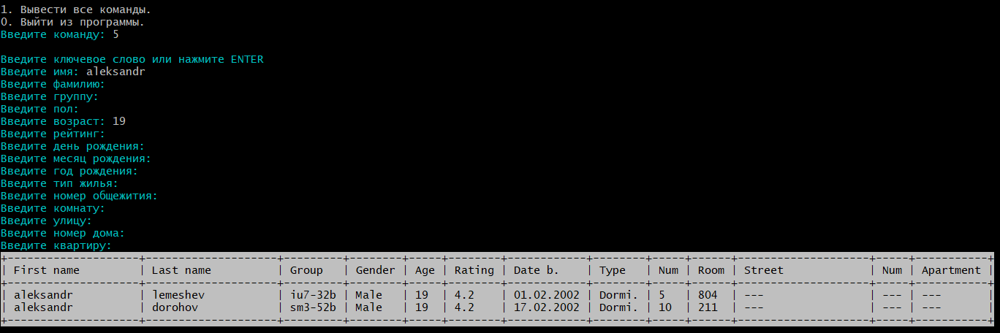 1. Вывести все команды.
0. Выйти из программы.
Введите команду: 5
Введите ключевое слово или нажмите ENTER
Введите имя: aleksandr
Введите фамилию:
Введите группу:
Введите пол:
Введите возраст: 19
Введите рейтинг:
Введите день рождения:
Введите месяц рождения:
Введите год рождения:
Введите тип жилья:
Введите номер общежития:
Введите комнату:
Введите улицу:
Введите номер дома:
Введите квартиру:
+--------------------+--------------------+---------+--------+-----+--------+------------+--------+-----+------+--------------------+-----+-----------+
| First name | Last name | Group | Gender | Age | Rating | Date b. | Type | Num | Room | Street | Num | Apartment |
+--------------------+--------------------+---------+--------+-----+--------+------------+--------+-----+------+--------------------+-----+-----------+
| aleksandr | lemeshev | iu7-32b | Male | 19 | 4.2 | 01.02.2002 | Dormi. | 5 | 804 | --- | --- | --- |
| aleksandr | dorohov | sm3-52b | Male | 19 | 4.2 | 17.02.2002 | Dormi. | 10 | 211 | --- | --- | --- |
+--------------------+--------------------+---------+--------+-----+--------+------------+--------+-----+------+--------------------+-----+-----------+